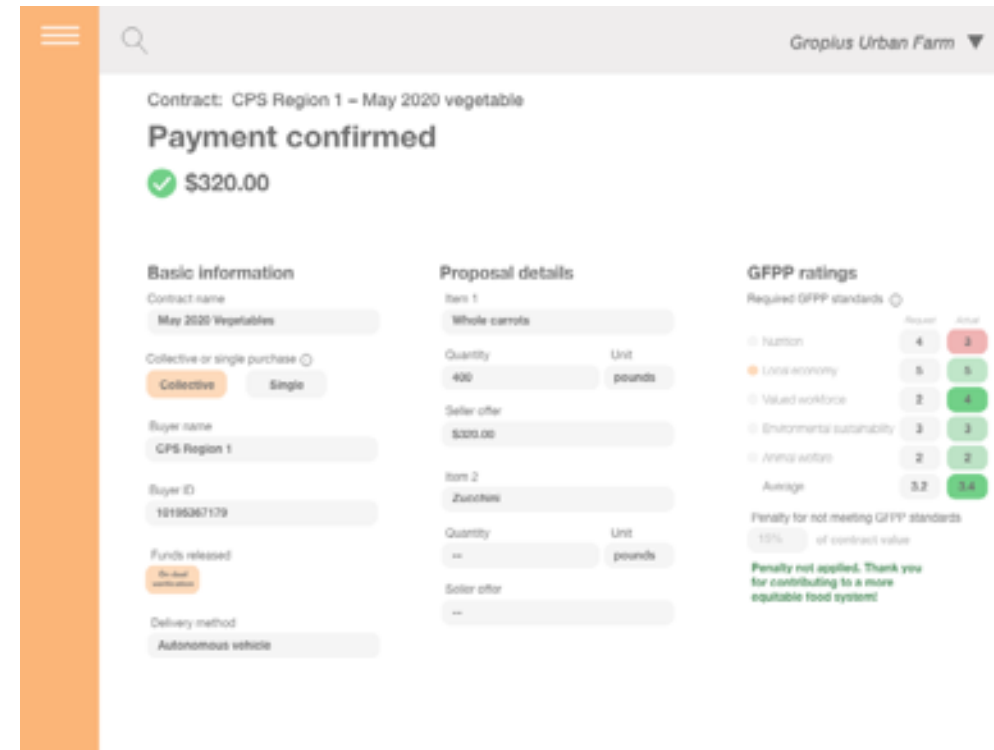 Gropius Urban Farm
Contract: CPS Region 1 – May 2020 vegetable
Payment confirmed
$320.00
Basic information
Contract name
May 2020 Vegetables
Collective or single purchase
Collective Single
Buyer name
CPS Region 1
Buyer ID
10195367179
Funds released
Delivery method
Autonomous vehicle
Proposal details
Item 1
Whole carrots
Quantity Unit
400 pounds
Seller offer
$320.00
Item 2
Zucchini
Quantity Unit
-- pounds
Seller offer
--
GFPP ratings
Required GFPP standards
Actual
Nutrition 4 3
Local economy 5 5
Valued workforce 2 4
Environmental sustainability 3 3
Animal welfare 2 2
Average 3.2 3.4
Penalty for not meeting GFPP standards
15% of contract value
Penalty not applied. Thank you
for contributing to a more
equitable food system!